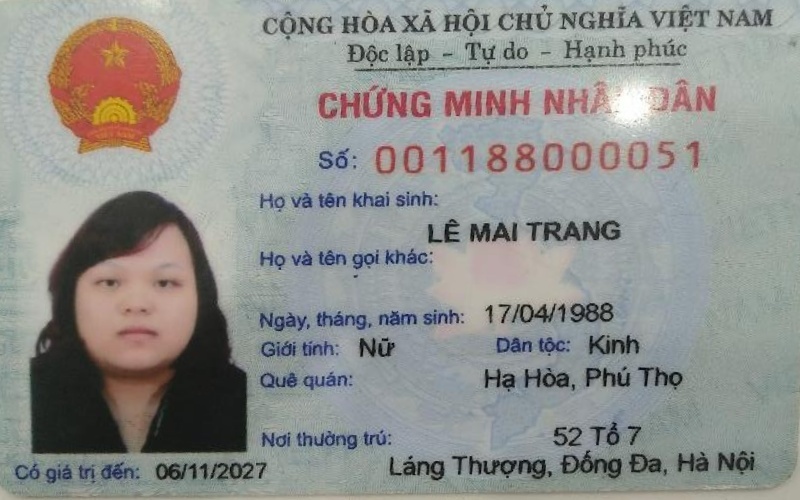 CỘNG HÒA XÃ HỘI CHỦ NGHĨA VIỆT NAM
Độc lập - Tự do - Hạnh phúc
CHỨNG MINH NHÂN DÂN
Số: 001188000051
Họ và tên khai sinh:
LÊ MAI TRANG
Họ và tên gọi khác:
Ngày, tháng, năm sinh: 17/04/1988
Giới tính: Nữ Dân tộc: Kinh
Quê quán: Hạ Hòa, Phú Thọ
Nơi thường trú: 52 Tổ 7
Láng Thượng, Đống Đa, Hà Nội
Có giá trị đến: 06/11/2027